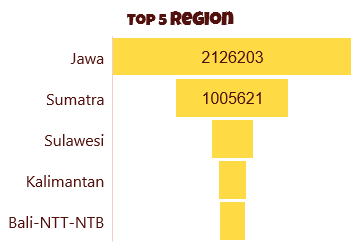 TOP 5 Region
Jawa 2126203
Sumatra 1005621
Sulawesi
Kalimantan
Bali-NTT-NTB